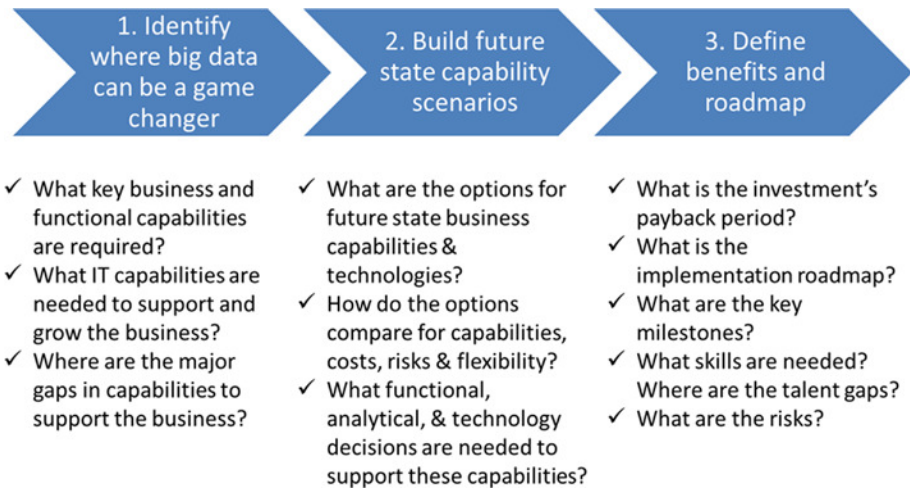 1. Identify
where big data
can be a game
changer
2. Build future
state capability
scenarios
3. Define
benefits and
roadmap
✓ What key business and
functional capabilities
are required?
✓ What IT capabilities are
needed to support and
grow the business?
✓ Where are the major
gaps in capabilities to
support the business?
✓ What are the options for
future state business
capabilities &
technologies?
✓ How do the options
compare for capabilities,
costs, risks & flexibility?
✓ What functional,
analytical, & technology
decisions are needed to
support these capabilities?
✓ What is the investment’s
payback period?
✓ What is the
implementation roadmap?
✓ What are the key
milestones?
✓ What skills are needed?
Where are the talent gaps?
✓ What are the risks?